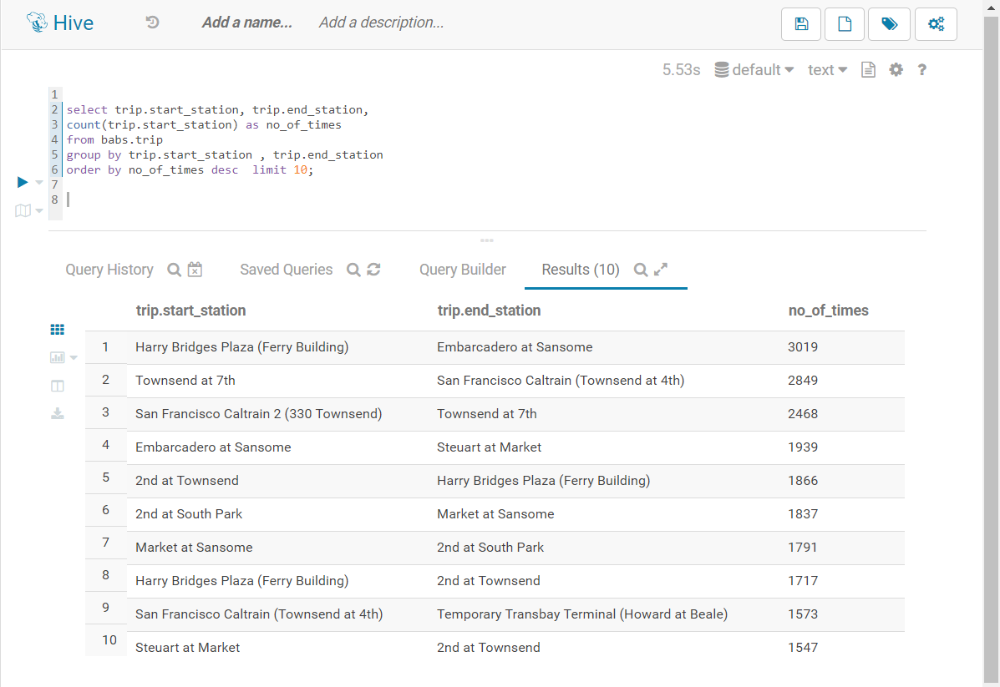 Hive Add a name... Add a description...
5.53s default text ?
1
2 select trip.start_station, trip.end_station,
3 count(trip.start_station) as no_of_times
4 from babs.trip
5 group by trip.start_station , trip.end_station
6 order by no_of_times desc  limit 10;
7
8
Query History Saved Queries Query Builder Results (10)
trip.start_station trip.end_station no_of_times
1 Harry Bridges Plaza (Ferry Building) Embarcadero at Sansome 3019
2 Townsend at 7th San Francisco Caltrain (Townsend at 4th) 2849
3 San Francisco Caltrain 2 (330 Townsend) Townsend at 7th 2468
4 Embarcadero at Sansome Steuart at Market 1939
5 2nd at Townsend Harry Bridges Plaza (Ferry Building) 1866
6 2nd at South Park Market at Sansome 1837
7 Market at Sansome 2nd at South Park 1791
8 Harry Bridges Plaza (Ferry Building) 2nd at Townsend 1717
9 San Francisco Caltrain (Townsend at 4th) Temporary Transbay Terminal (Howard at Beale) 1573
10 Steuart at Market 2nd at Townsend 1547